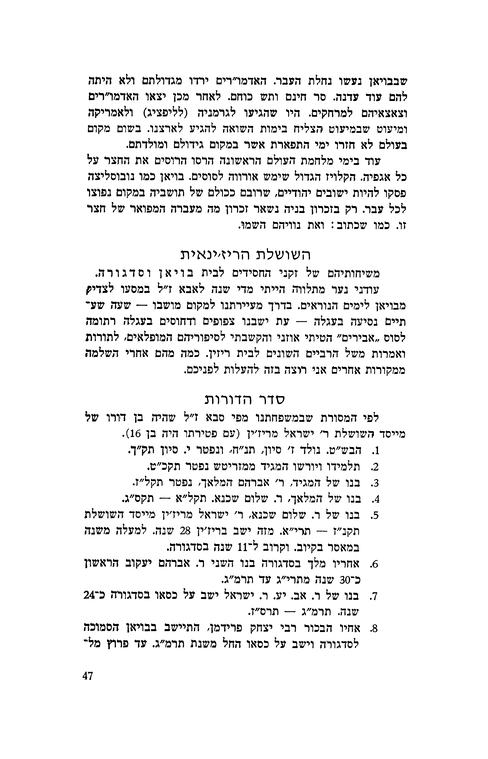 שבבויאן נעשו נחלת העבר. האדמו״רים ירדו מגדולתם ולא היתה
להם עוד עדנה. סר חינם ותש כוחם. לאחר מכן יצאו האדמו״רים
וצאצאיהם למרחקים. היו שהגיעו לגרמניה (לליפציג) ולאמריקה
ומיעוט שבמיעוט הצליח בימות השואה להגיע לארצנו. בשום מקום
בעולם לא חזרו ימי התפארת אשר במקום גידולם ומולדתם.
עוד בימי מלחמת העולם הראשונה הרסו הרוסים את החצר על
כל אגפיה. הקלויז הגדול שימש אורווה לסוסים. בויאן כמו נובוסליצה
פסקו להיות ישובים יהודיים, שרובם ככולם של תושביה במקום נפוצו
לכל עבר. רק בזכרון בניה נשאר זכרון מה מעברה המפואר של חצר
זו. כמו שכתוב: ואת נוויהם השמו.
השושלת הריז׳ינאית
משיחותיהם של זקני החסידים לבית בויאן וסדגורה.
עודני נער מתלווה הייתי מדי שנה לאבא ז״ל במסעו לצדיק
מבויאן לימים הנוראים. בדרך מעיירתנו למקום מושבו — שעה שע־
תיים נסיעה בעגלה — עת ישבנו צפופים ודחוסים בעגלה רתומה
לסוס „אבירים״ הטיתי אוזני והקשבתי לסיפוריהם המופלאים, לתורות
ואמרות משל הרביים השונים לבית ריזין. כמה מהם אחרי השלמה
ממקורות אחרים אני רוצה בזה להעלות לפניכם.
סדר הדורות
לפי המסורת שבמשפחתנו מפי סבא ז״ל שהיה בן דורו של
מייסד השושלת ר׳ ישראל מריז׳ין (עם פטירתו היה בן 16).
1. הבש״ט. נולד ז׳ סיון, תנ״ח, ונפטר י. סיון תק״ך.
2. תלמידו ויורשו המגיד ממזריטש נפטר תקכ״ט.
3. בנו של המגיד, ר׳ אברהם המלאך, נפטר תקל״ז.
4. בנו של המלאך, ר. שלום שכנא. תקל״א — תקס״ג.
5. בנו של ר. שלום שכנא, ר׳ ישראל מריז׳ין מייסד השושלת
תקנ״ז — תרי״א. מזה ישב בריז׳ין 28 שנה. למעלה משנה
במאסר בקיוב. וקרוב ל־11 שנה בסדגורה.
6. אחריו מלך בסדגורה בנו השני ר. אברהם יעקוב הראשון
כ־30 שנה מתרי״ג עד תרמ״ג.
7. בנו של ר. אב. יע. ר. ישראל ישב על כסאו בסדגורה כ־24
שנה. תרמ״ג — תרס״ז.
8. אחיו הבכור רבי יצחק פרידמן, התיישב בבויאן הסמוכה
לסדגורה וישב על כסאו החל משנת תרמ״ג. עד פרוץ מל־
47